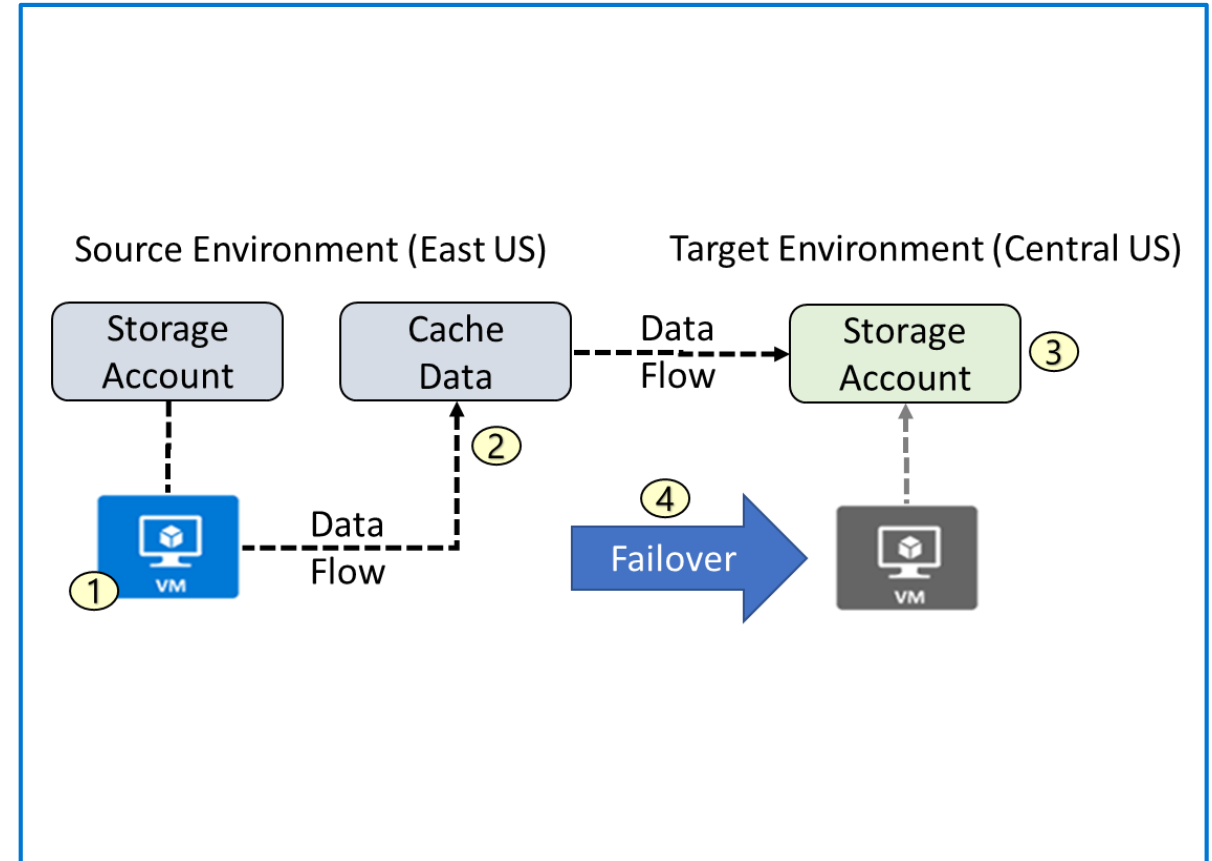 Source Environment (East US)
Target Environment (Central US)
Storage
Account
Cache
Data
Data
Flow
Storage
Account
3
2
VM
1
Data
Flow
4
Failover
VM